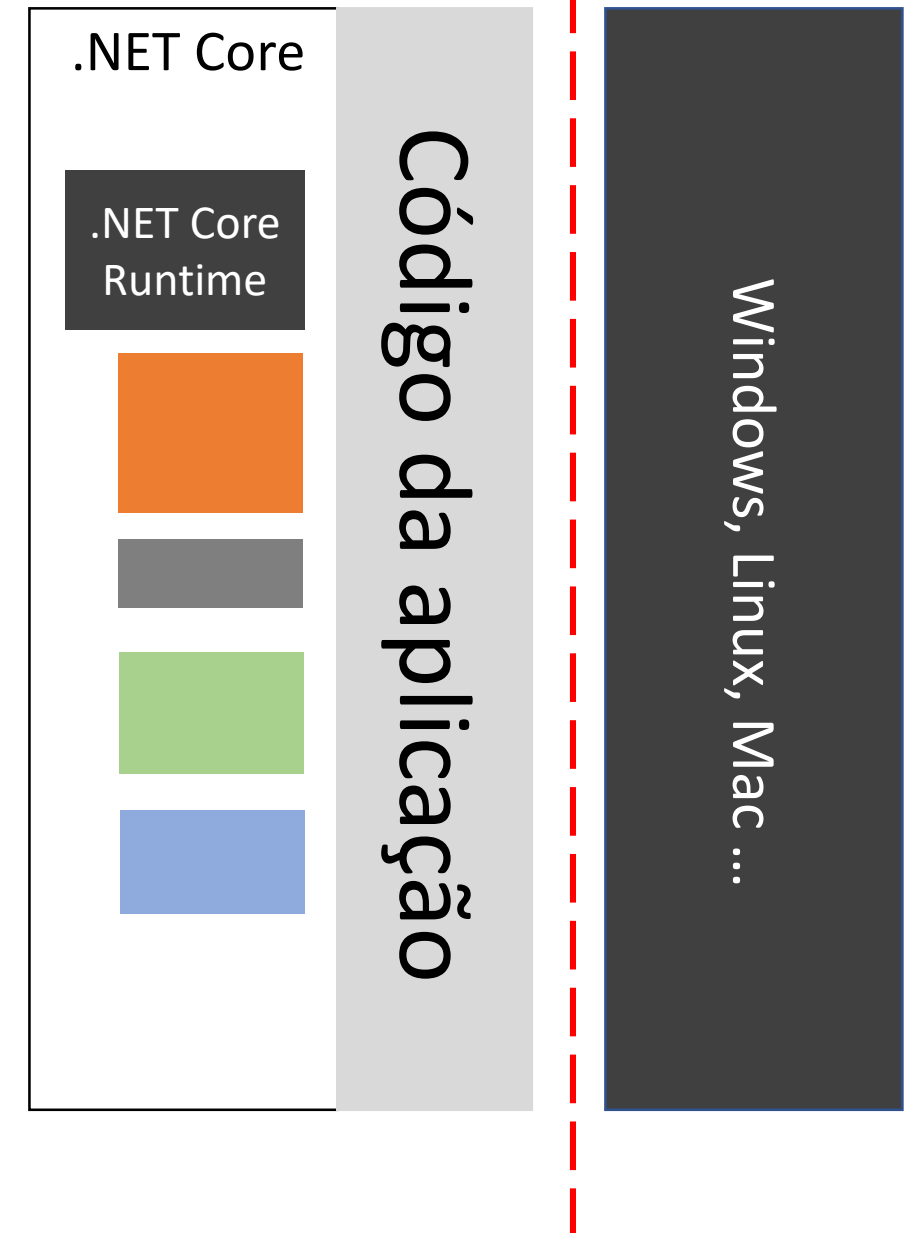 .NET Core
.NET Core
Runtime
Código da aplicação
Windows, Linux, Mac ...